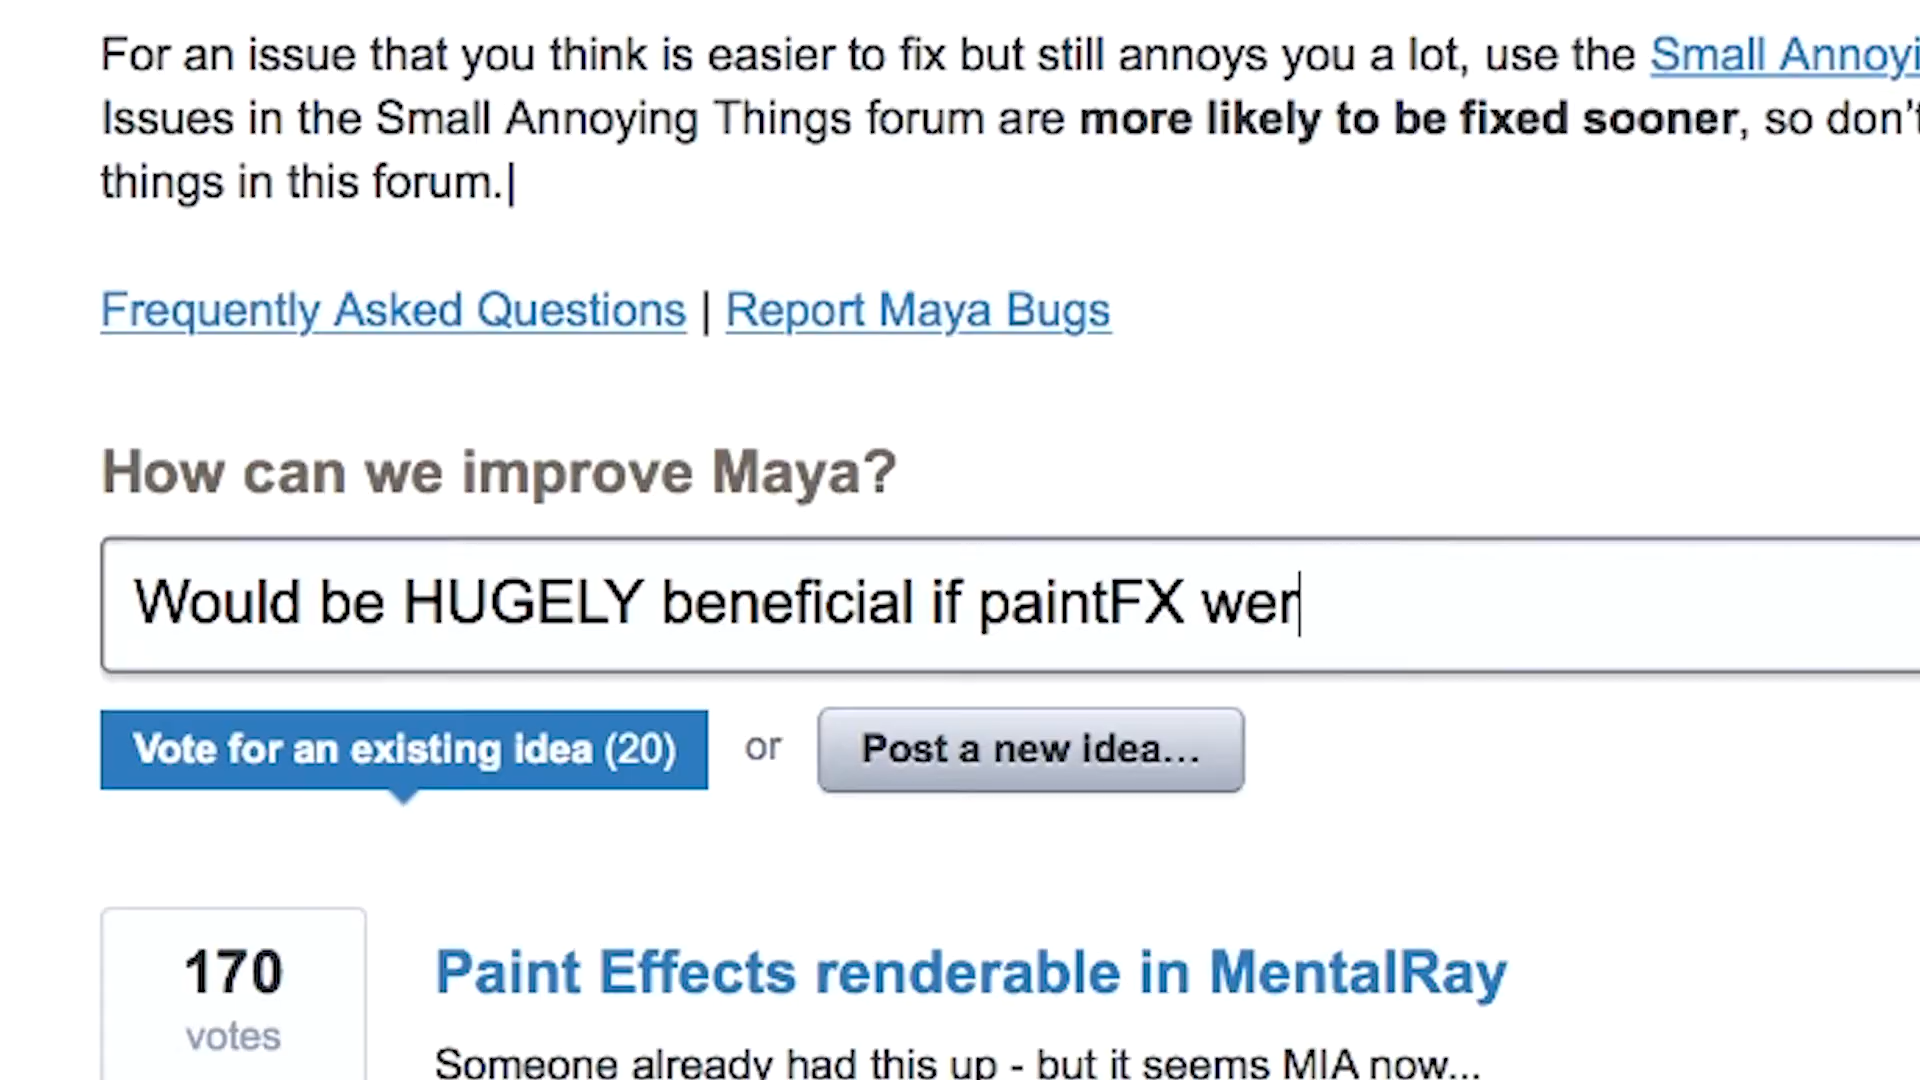 For an issue that you think is easier to fix but still annoys you a lot, use the Small
Issues in the Small Annoying Things forum are more likely to be fixed sooner, so
things in this forum.
Frequently Asked Questions | Report Maya Bugs
How can we improve Maya?
Would be HUGELY beneficial if paintFX wer
Vote for an existing idea (20) or Post a new idea...
170
votes
Paint Effects renderable in MentalRay
Someone already had this up - but it seems MIA now...